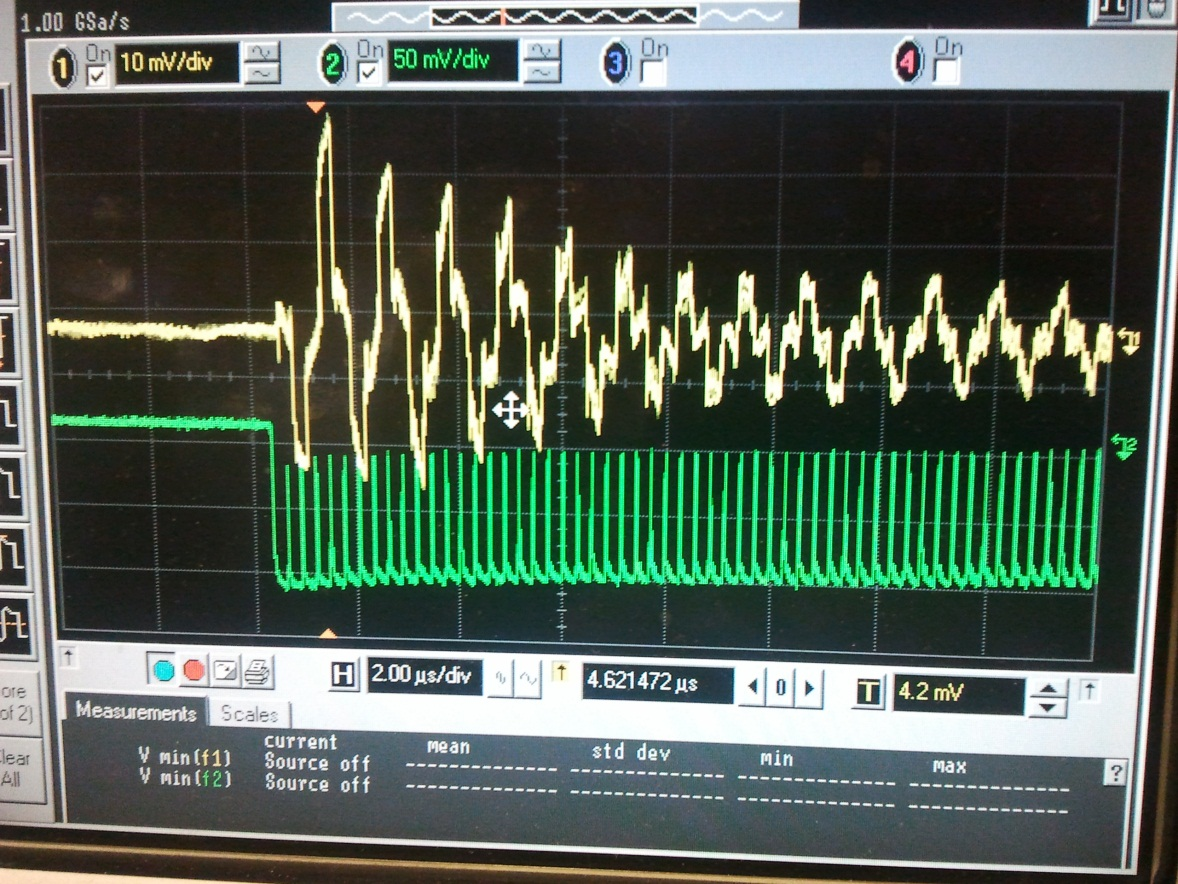 1.00 GSa/s
1 On 10 mV/div 2 On 50 mV/div 3 On 4 On
1
2
H 2.00 µs/div 4.621472 µs 0 T 4.2 mV
ore
of 2)
Measurements Scales
current mean std dev min max
V min(f1) Source off
V min(f2) Source off
?
lear
All